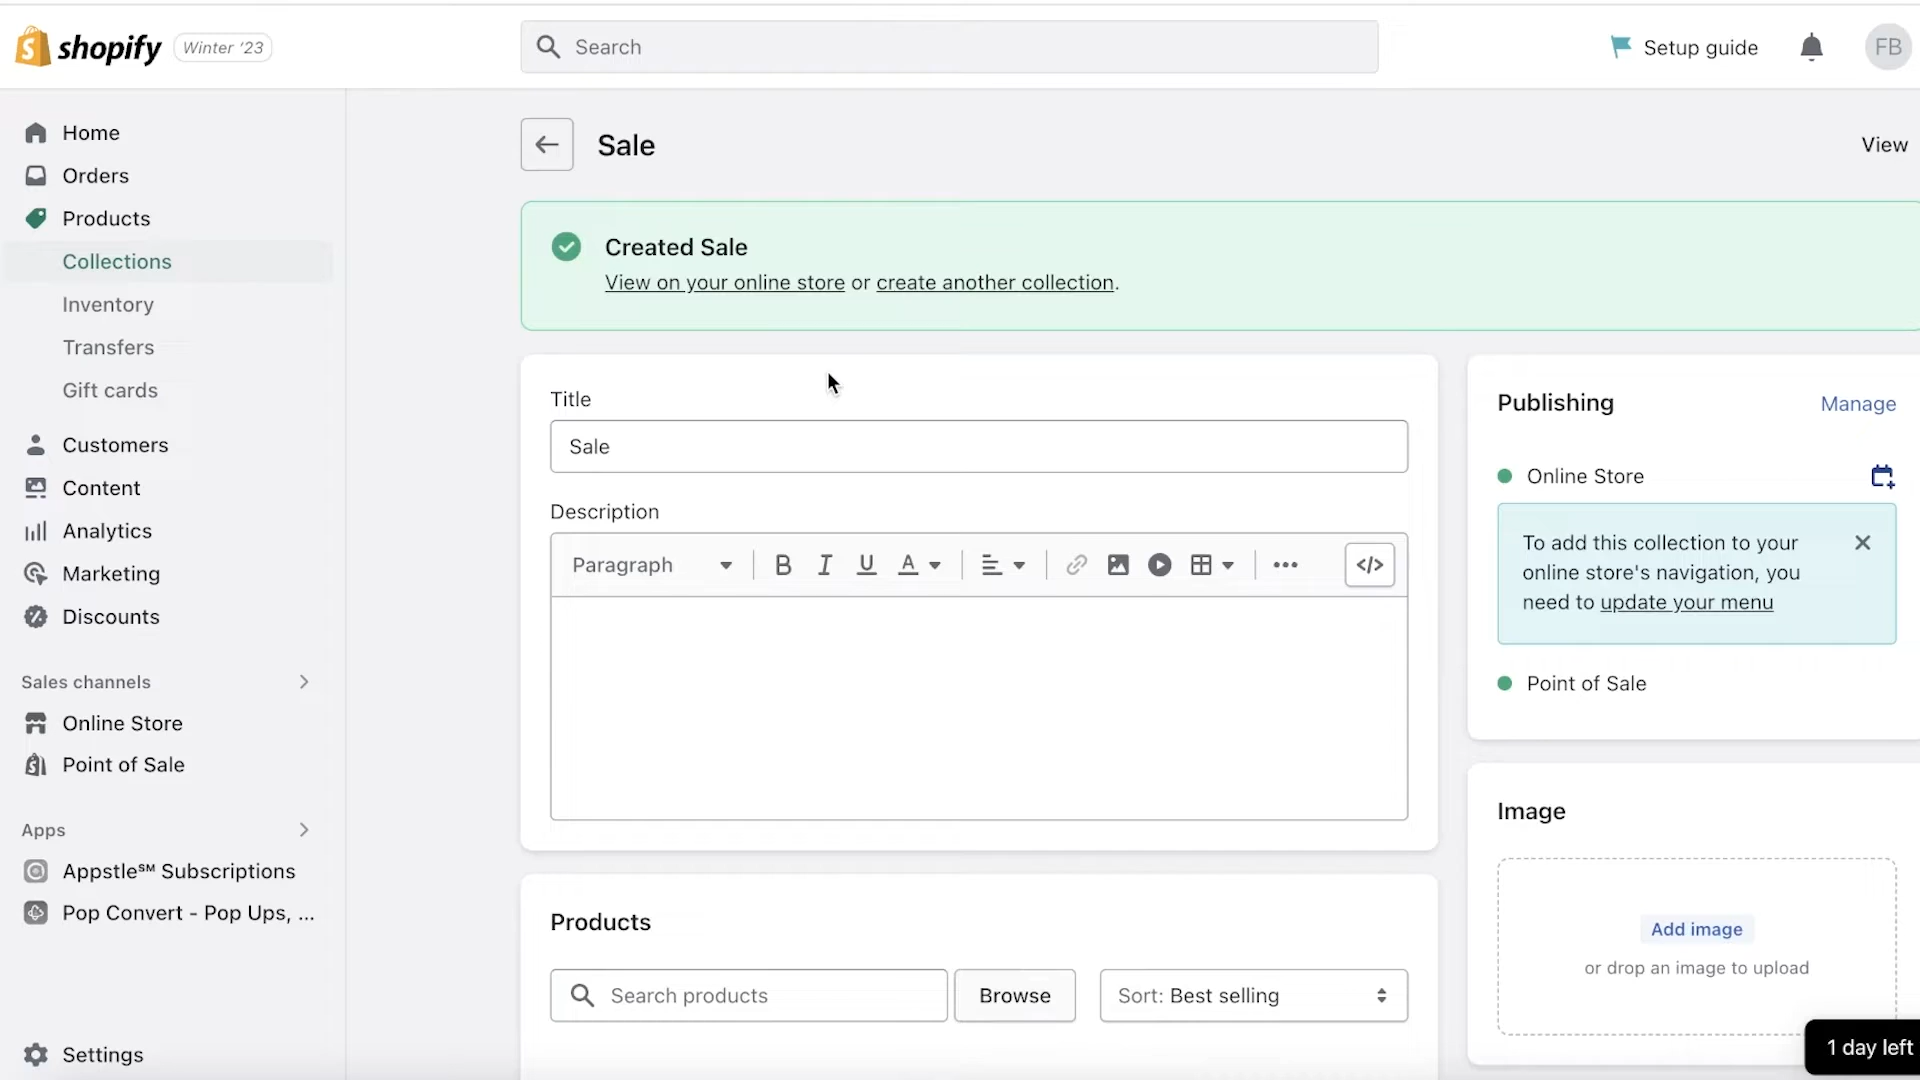 shopify Winter '23
Search
Setup guide
FB
Home
Orders
Products
Collections
Inventory
Transfers
Gift cards
Customers
Content
Analytics
Marketing
Discounts
Sales channels
Online Store
Point of Sale
Apps
Appstle℠ Subscriptions
Pop Convert - Pop Ups, ...
Settings
Sale
View
Created Sale
View on your online store or create another collection.
Title
Sale
Description
Paragraph B I U A ••• </>
Products
Search products
Browse
Sort: Best selling
Publishing
Manage
Online Store
To add this collection to your
online store's navigation, you
need to update your menu
Point of Sale
Image
Add image
or drop an image to upload
1 day left